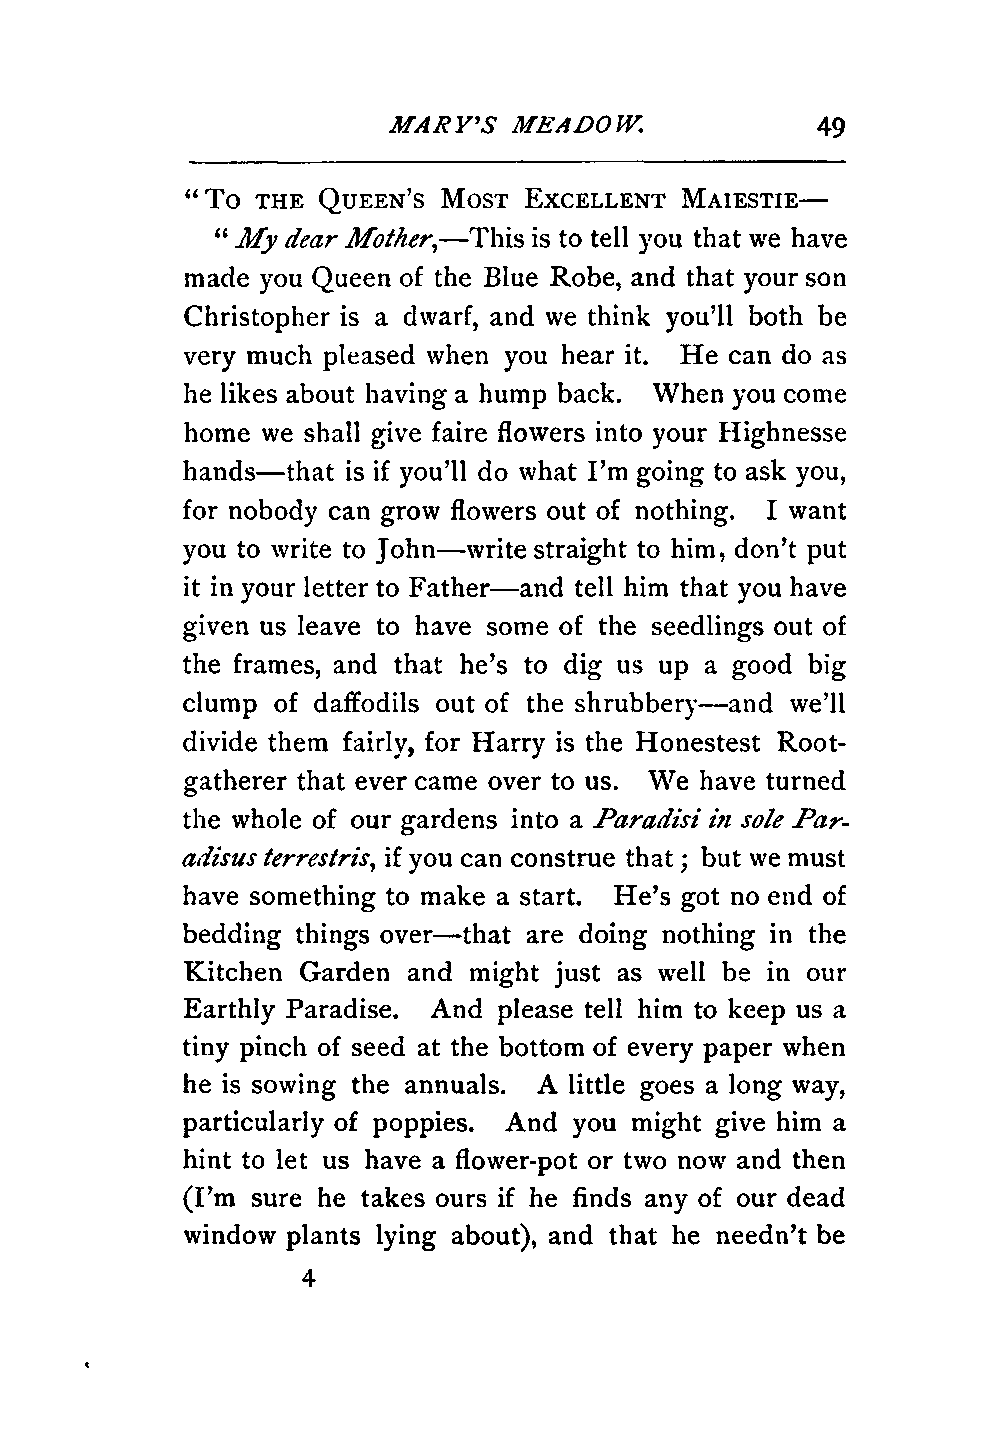 MARY'S MEADOW. 49
“To the Queen's Most Excellent Maiestie—
“My dear Mother,—This is to tell you that we have
made you Queen of the Blue Robe, and that your son
Christopher is a dwarf, and we think you'll both be
very much pleased when you hear it. He can do as
he likes about having a hump back. When you come
home we shall give faire flowers into your Highnesse
hands—that is if you'll do what I'm going to ask you,
for nobody can grow flowers out of nothing. I want
you to write to John—write straight to him, don't put
it in your letter to Father—and tell him that you have
given us leave to have some of the seedlings out of
the frames, and that he's to dig us up a good big
clump of daffodils out of the shrubbery—and we'll
divide them fairly, for Harry is the Honestest Root-
gatherer that ever came over to us. We have turned
the whole of our gardens into a Paradisi in sole Par-
adisus terrestris, if you can construe that; but we must
have something to make a start. He's got no end of
bedding things over—that are doing nothing in the
Kitchen Garden and might just as well be in our
Earthly Paradise. And please tell him to keep us a
tiny pinch of seed at the bottom of every paper when
he is sowing the annuals. A little goes a long way,
particularly of poppies. And you might give him a
hint to let us have a flower-pot or two now and then
(I'm sure he takes ours if he finds any of our dead
window plants lying about), and that he needn't be
4